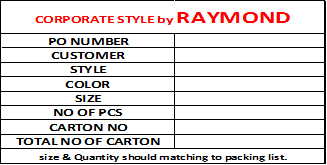 CORPORATE STYLE by RAYMOND
PO NUMBER
CUSTOMER
STYLE
COLOR
SIZE
NO OF PCS
CARTON NO
TOTAL NO OF CARTON
size & Quantity should matching to packing list.